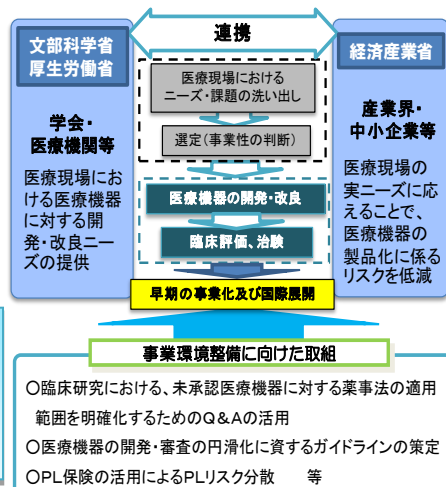 連携
文部科学省
厚生労働省
学会・
医療機関等
医療現場にお
ける医療機器
に対する開
発・改良ニー
ズの提供
医療現場における
ニーズ・課題の洗い出し
選定(事業性の判断)
医療機器の開発・改良
臨床評価、治験
早期の事業化及び国際展開
経済産業省
産業界・
中小企業等
医療現場の
実ニーズに応
えることで、
医療機器の
製品化に係る
リスクを低減
事業環境整備に向けた取組
○臨床研究における、未承認医療機器に対する薬事法の適用
範囲を明確化するためのQ&Aの活用
○医療機器の開発・審査の円滑化に資するガイドラインの策定
○PL保険の活用によるPLリスク分散　等